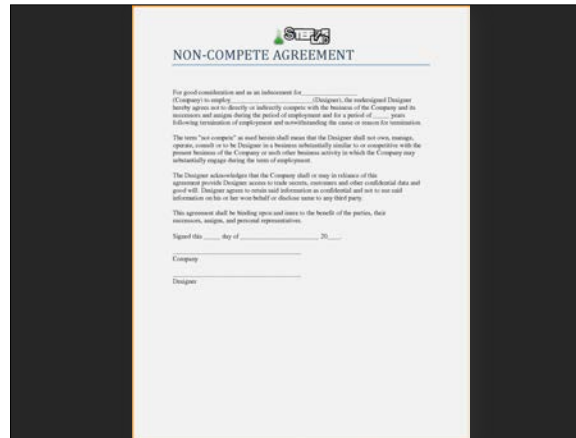 STEP LAB
NON-COMPETE AGREEMENT
For good consideration and as an inducement for____________________
(Company) to employ______________________________(Designer), the undersigned Designer
hereby agrees not to directly or indirectly compete with the business of the Company and its
successors and assigns during the period of employment and for a period of _____ years
following termination of employment and notwithstanding the cause or reason for termination.
The term "not compete" as used herein shall mean that the Designer shall not own, manage,
operate, consult or to be Designer in a business substantially similar to or competitive with the
present business of the Company or such other business activity in which the Company may
substantially engage during the term of employment.
The Designer acknowledges that the Company shall or may in reliance of this
agreement provide Designer access to trade secrets, customers and other confidential data and
good will. Designer agrees to retain said information as confidential and not to use said
information on his or her own behalf or disclose same to any third party.
This agreement shall be binding upon and inure to the benefit of the parties, their
successors, assigns, and personal representatives.
Signed this _____ day of ____________________________ 20____.
Company
Designer